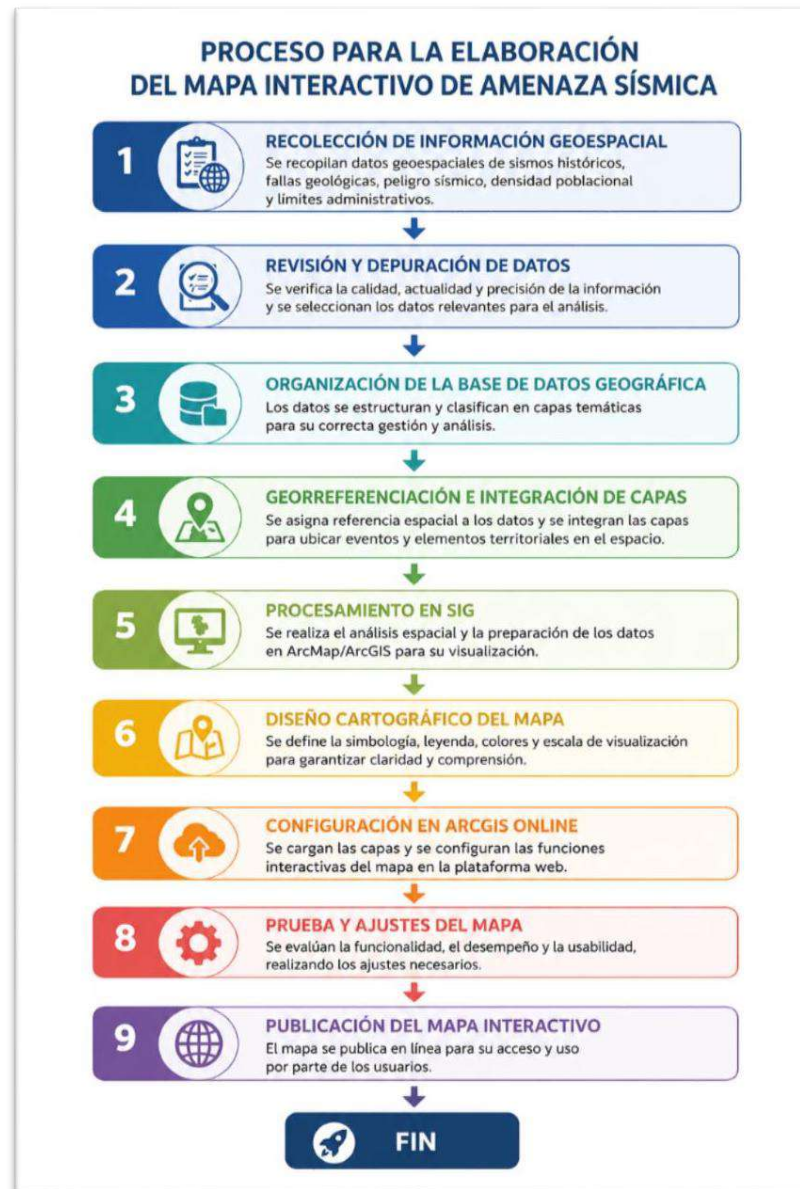 PROCESO PARA LA ELABORACIÓN
DEL MAPA INTERACTIVO DE AMENAZA SÍSMICA
1
RECOLECCIÓN DE INFORMACIÓN GEOESPACIAL
Se recopilan datos geoespaciales de sismos históricos,
fallas geológicas, peligro sísmico, densidad poblacional
y límites administrativos.
2
REVISIÓN Y DEPURACIÓN DE DATOS
Se verifica la calidad, actualidad y precisión de la información
y se seleccionan los datos relevantes para el análisis.
3
ORGANIZACIÓN DE LA BASE DE DATOS GEOGRÁFICA
Los datos se estructuran y clasifican en capas temáticas
para su correcta gestión y análisis.
4
GEORREFERENCIACIÓN E INTEGRACIÓN DE CAPAS
Se asigna referencia espacial a los datos y se integran las capas
para ubicar eventos y elementos territoriales en el espacio.
5
PROCESAMIENTO EN SIG
Se realiza el análisis espacial y la preparación de los datos
en ArcMap/ArcGIS para su visualización.
6
DISEÑO CARTOGRÁFICO DEL MAPA
Se define la simbología, leyenda, colores y escala de visualización
para garantizar claridad y comprensión.
7
CONFIGURACIÓN EN ARCGIS ONLINE
Se cargan las capas y se configuran las funciones
interactivas del mapa en la plataforma web.
8
PRUEBA Y AJUSTES DEL MAPA
Se evalúan la funcionalidad, el desempeño y la usabilidad,
realizando los ajustes necesarios.
9
PUBLICACIÓN DEL MAPA INTERACTIVO
El mapa se publica en línea para su acceso y uso
por parte de los usuarios.
FIN